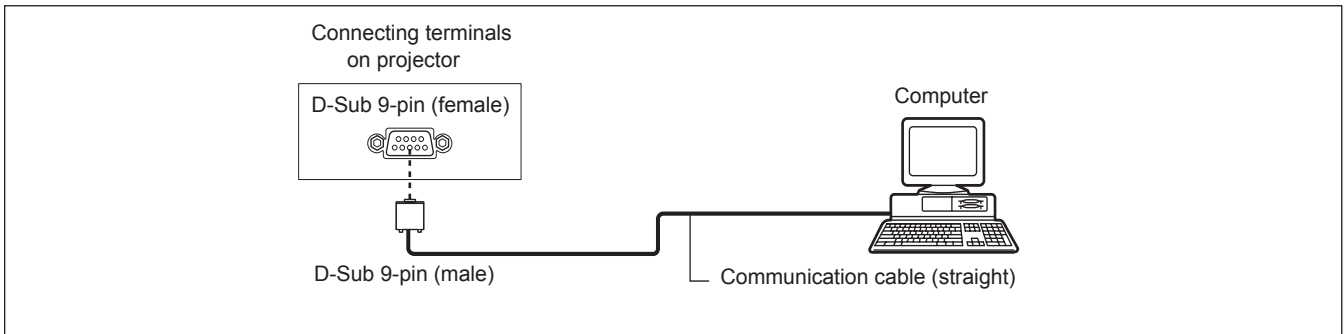 Connecting terminals
on projector
D-Sub 9-pin (female)
Computer
D-Sub 9-pin (male)
Communication cable (straight)